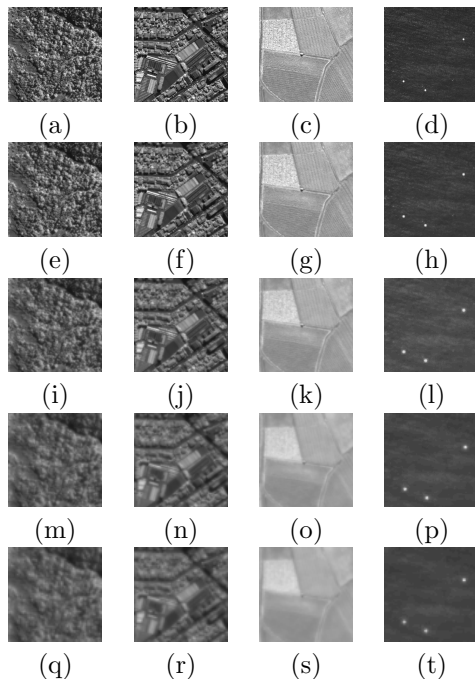 (a) (b) (c) (d)
(e) (f) (g) (h)
(i) (j) (k) (l)
(m) (n) (o) (p)
(q) (r) (s) (t)